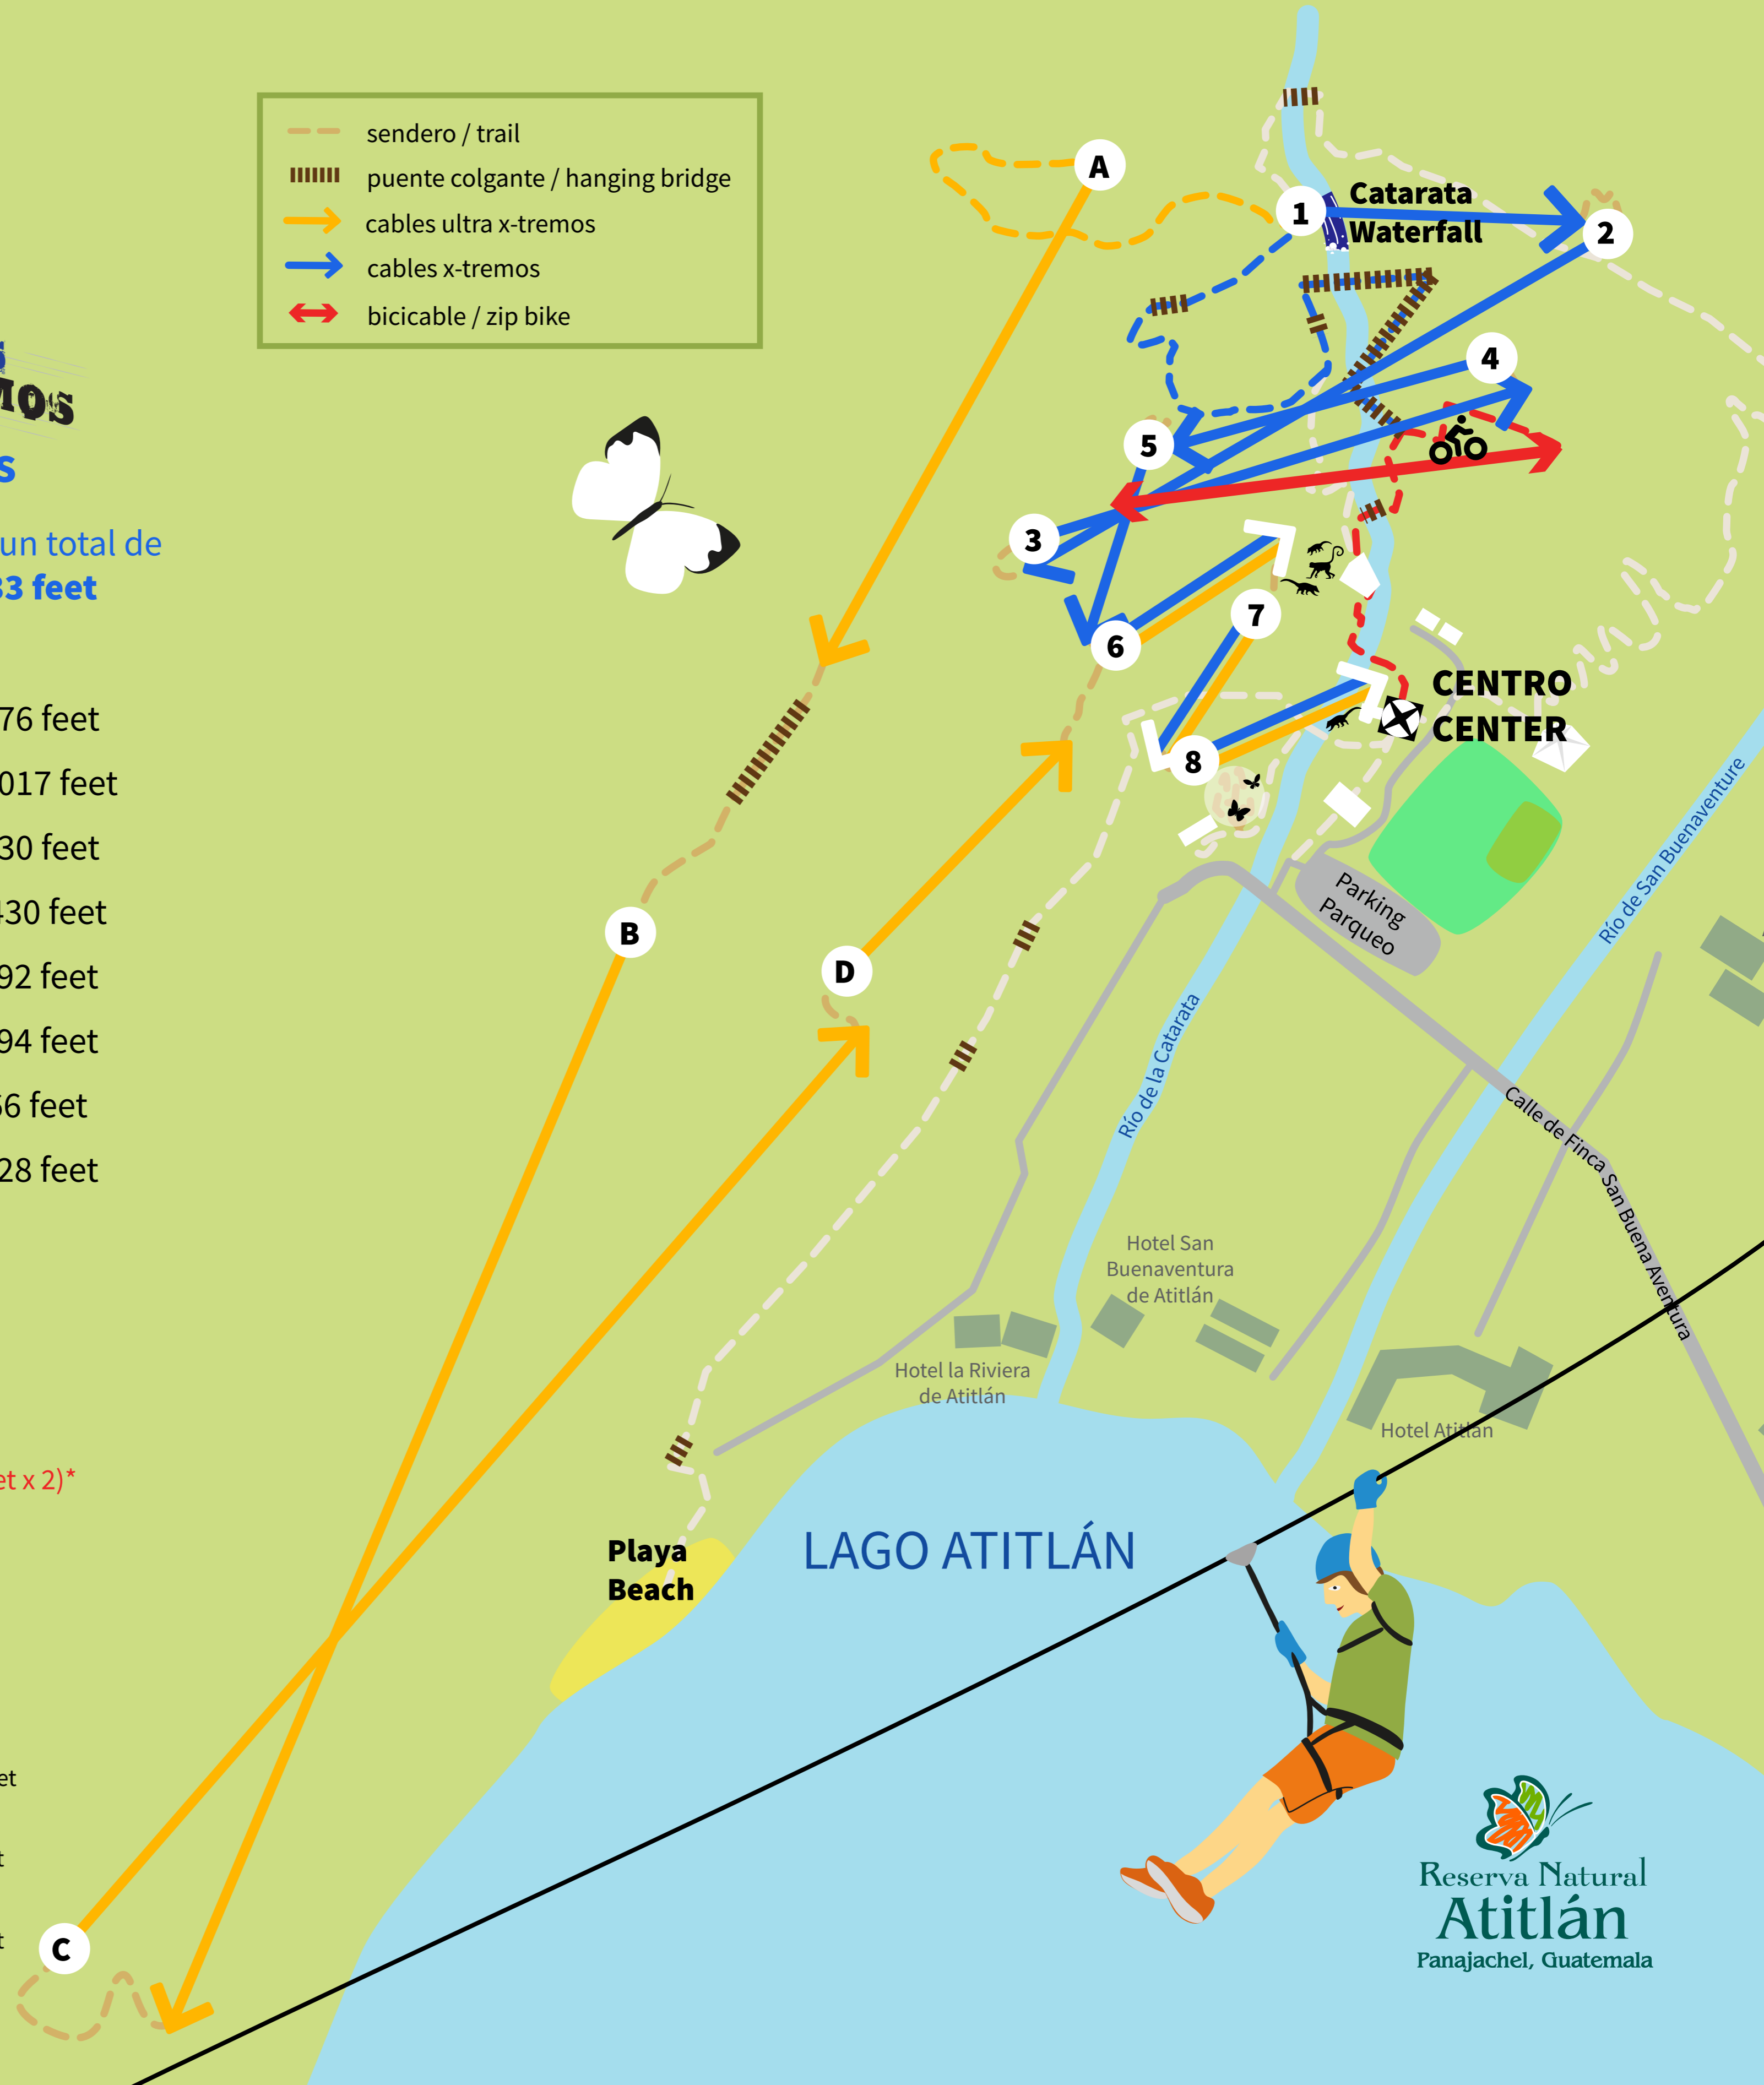 sendero / trail
puente colgante / hanging bridge
cables ultra x-tremos
cables x-tremos
bicicable / zip bike
un total de
33 feet
76 feet
017 feet
30 feet
430 feet
92 feet
94 feet
66 feet
28 feet
et x 2)*
et
t
t
A
1
Catarata
Waterfall
2
4
5
3
7
6
CENTRO
CENTER
8
Parking
Parqueo
Río de San Buenaventure
B
D
Río de la Catarata
Calle de Finca San Buena Aventura
Hotel San
Buenaventura
de Atitlán
Hotel la Riviera
de Atitlán
Hotel Atitlan
Playa
Beach
LAGO ATITLÁN
C
Reserva Natural
Atitlán
Panajachel, Guatemala